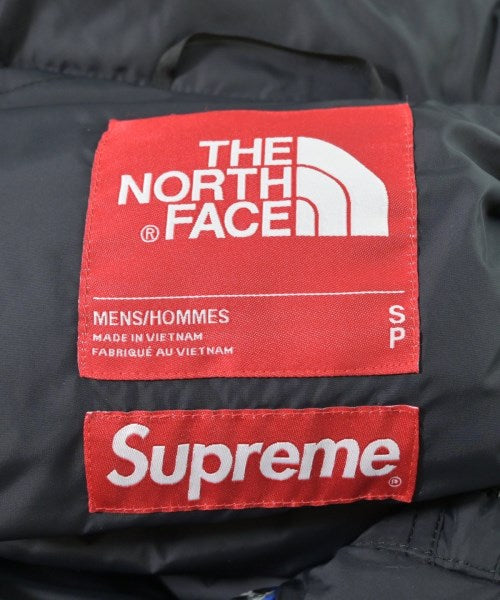 THE
NORTH
FACE
®
MENS/HOMMES
MADE IN VIETNAM
FABRIQUÉ AU VIETNAM
S
P
Supreme®